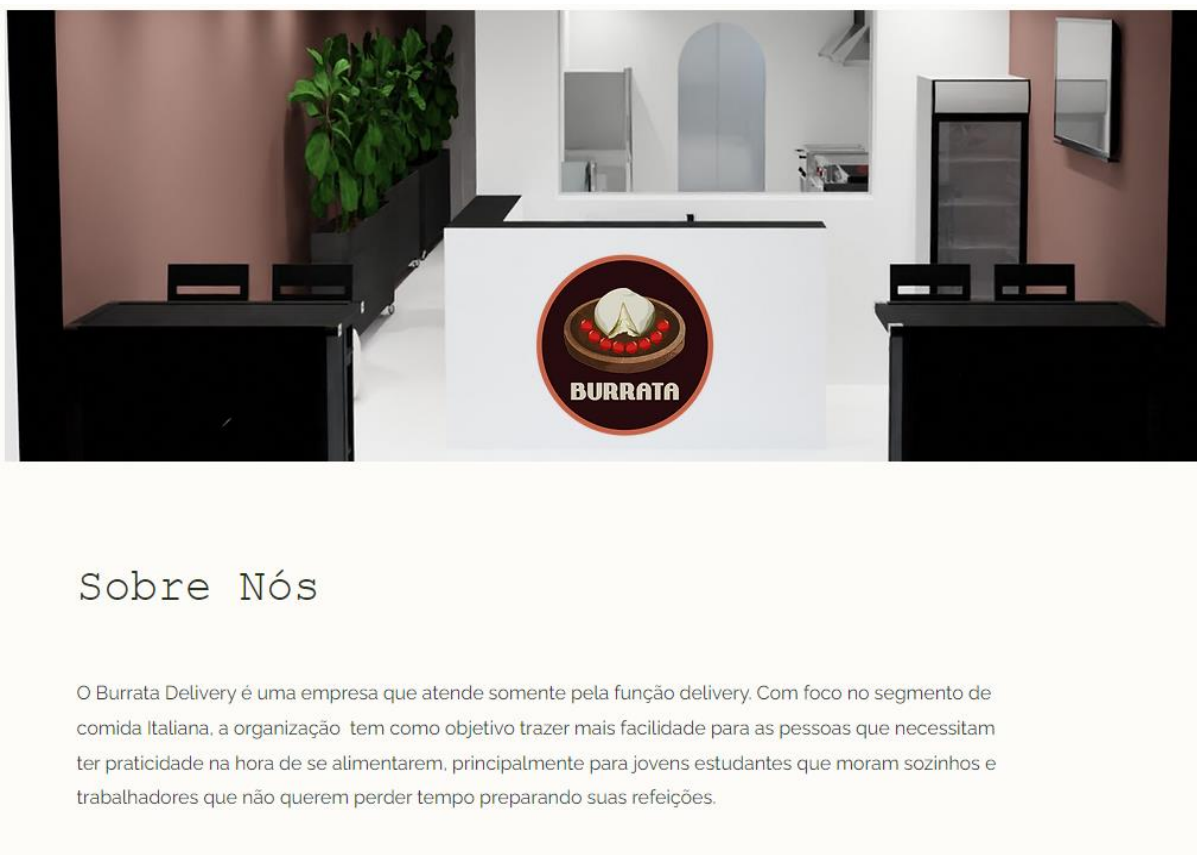 BURRATA
Sobre Nós
O Burrata Delivery é uma empresa que atende somente pela função delivery. Com foco no segmento de
comida Italiana, a organização  tem como objetivo trazer mais facilidade para as pessoas que necessitam
ter praticidade na hora de se alimentarem, principalmente para jovens estudantes que moram sozinhos e
trabalhadores que não querem perder tempo preparando suas refeições.